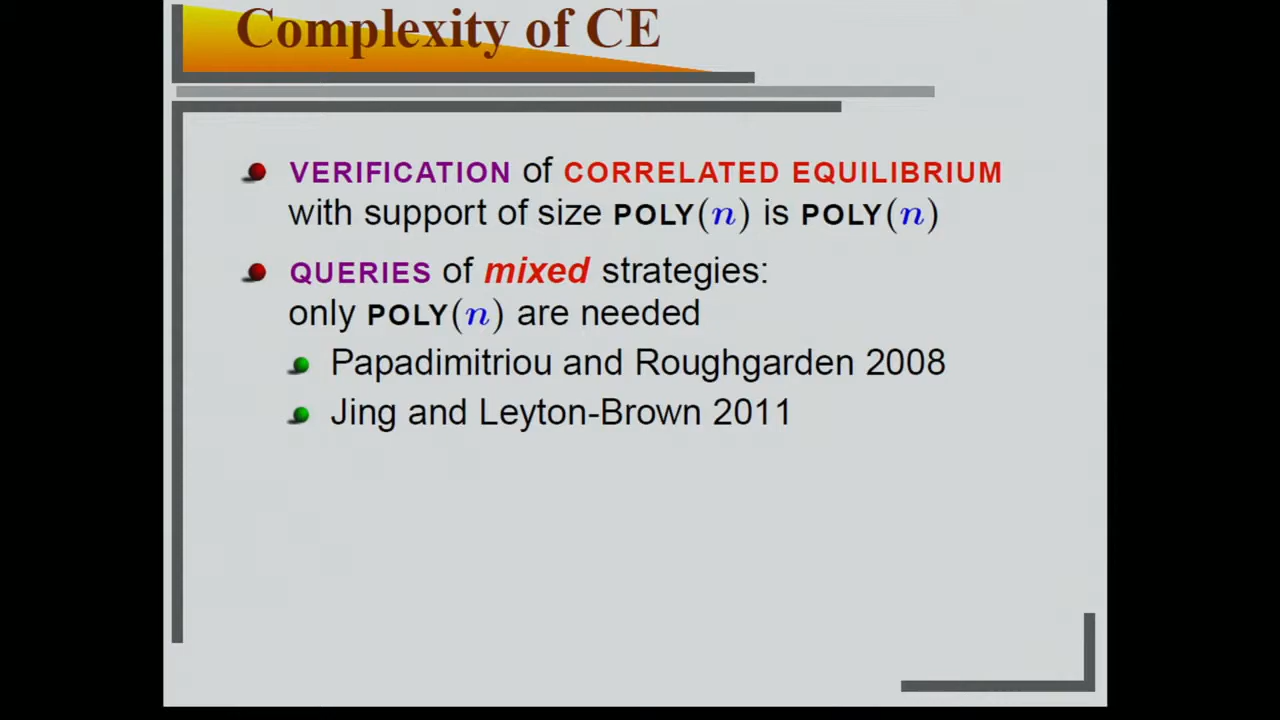 Complexity of CE
VERIFICATION of CORRELATED EQUILIBRIUM
with support of size POLY(n) is POLY(n)
QUERIES of mixed strategies:
only POLY(n) are needed
Papadimitriou and Roughgarden 2008
Jing and Leyton-Brown 2011